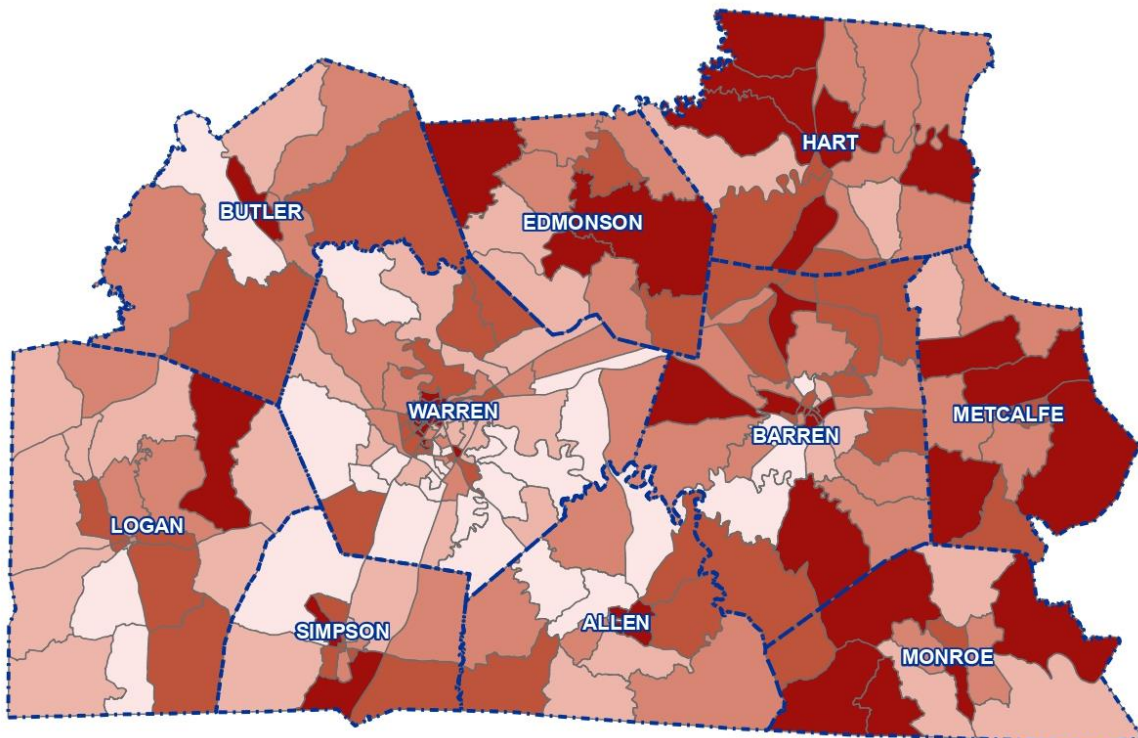 HART
BUTLER
EDMONSON
WARREN
METCALFE
BARREN
LOGAN
ALLEN
SIMPSON
MONROE